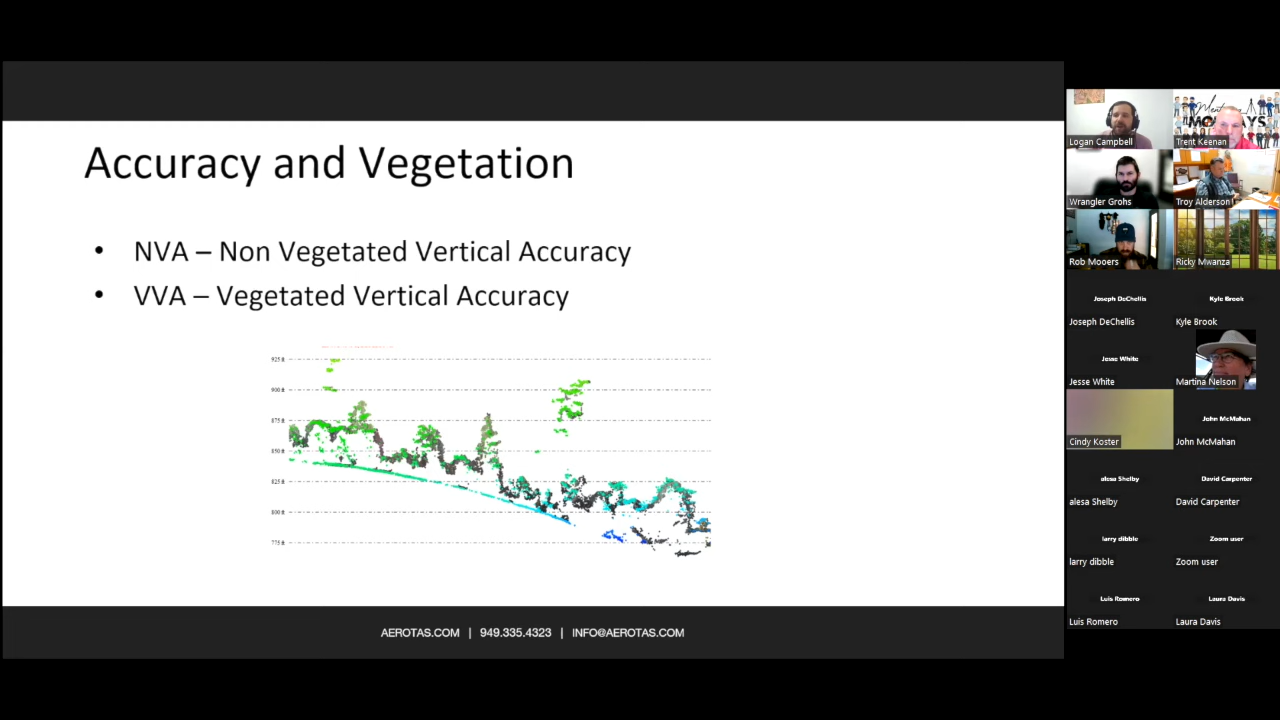 Accuracy and Vegetation
• NVA – Non Vegetated Vertical Accuracy
• VVA – Vegetated Vertical Accuracy
925 ft
900 ft
875 ft
850 ft
825 ft
800 ft
775 ft
AEROTAS.COM | 949.335.4323 | INFO@AEROTAS.COM
Logan Campbell
Trent Keenan
Wrangler Grohs
Troy Alderson
Rob Mooers
Ricky Mwanza
Joseph DeChellis
Kyle Brook
Joseph DeChellis
Kyle Brook
Jesse White
Jesse White
Martina Nelson
John McMahan
Cindy Koster
John McMahan
alesa Shelby
David Carpenter
alesa Shelby
David Carpenter
larry dibble
Zoom user
larry dibble
Zoom user
Luis Romero
Laura Davis
Luis Romero
Laura Davis